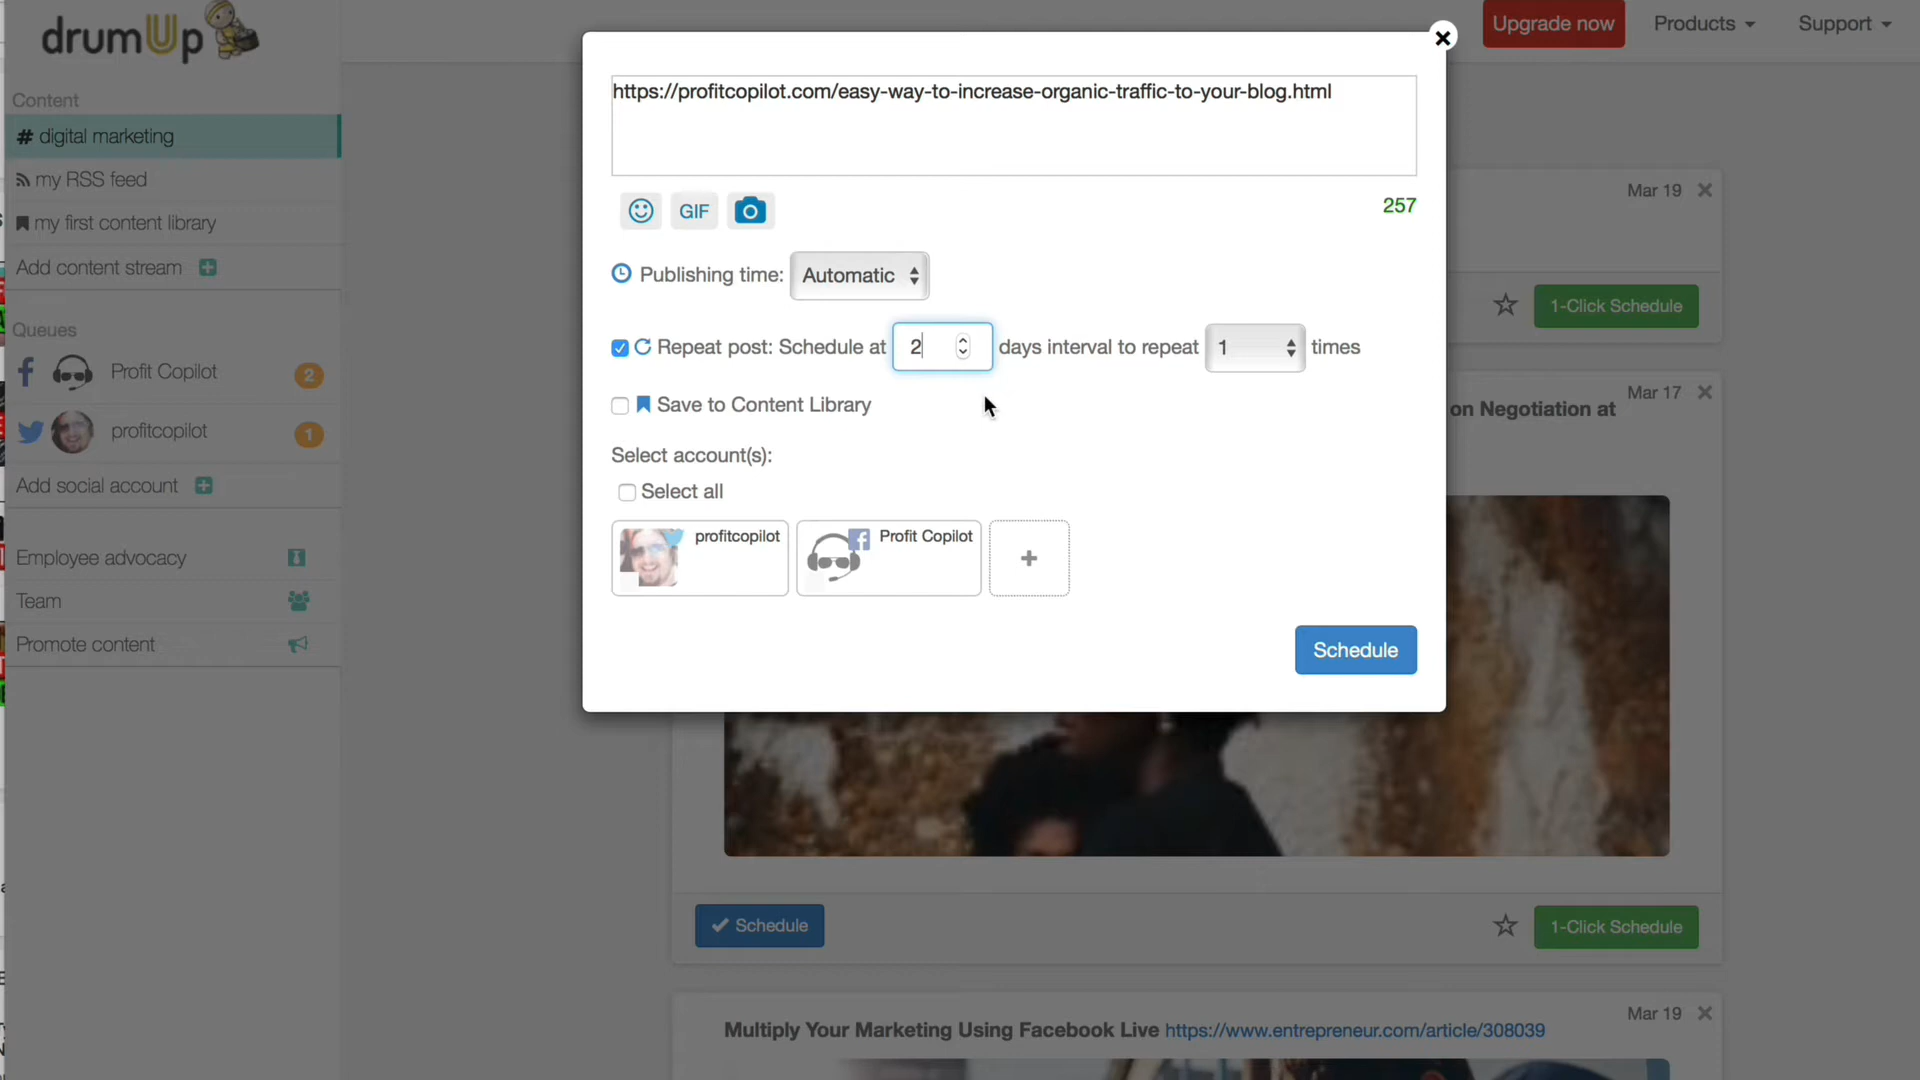 drumUp
Upgrade now
Products
Support
Content
# digital marketing
my RSS feed
my first content library
Add content stream
Queues
Profit Copilot
2
profitcopilot
1
Add social account
Employee advocacy
Team
Promote content
https://profitcopilot.com/easy-way-to-increase-organic-traffic-to-your-blog.html
GIF
257
Publishing time: Automatic
Repeat post: Schedule at 2 days interval to repeat 1 times
Save to Content Library
Select account(s):
Select all
profitcopilot
Profit Copilot
+
Schedule
Mar 19
1-Click Schedule
Mar 17
on Negotiation at
Schedule
1-Click Schedule
Mar 19
Multiply Your Marketing Using Facebook Live https://www.entrepreneur.com/article/308039